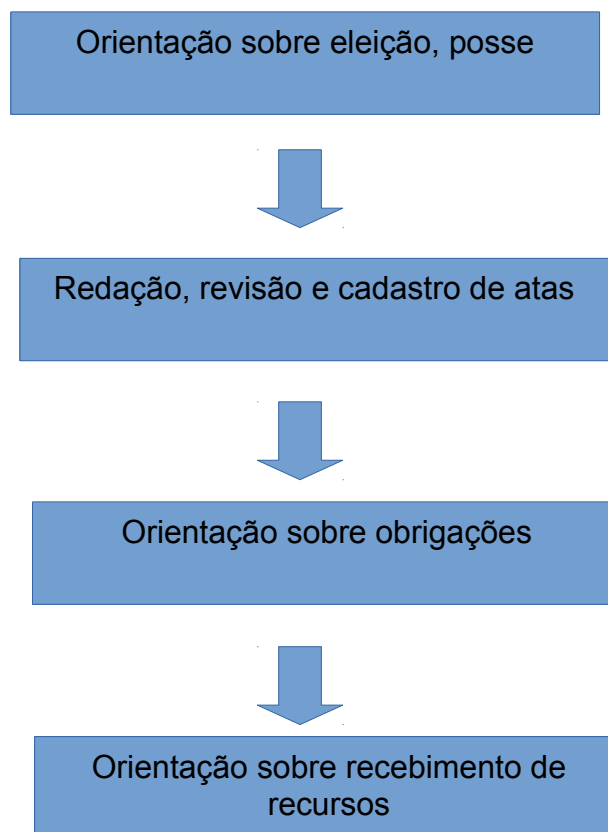 Orientação sobre eleição, posse
Redação, revisão e cadastro de atas
Orientação sobre obrigações
Orientação sobre recebimento de
recursos